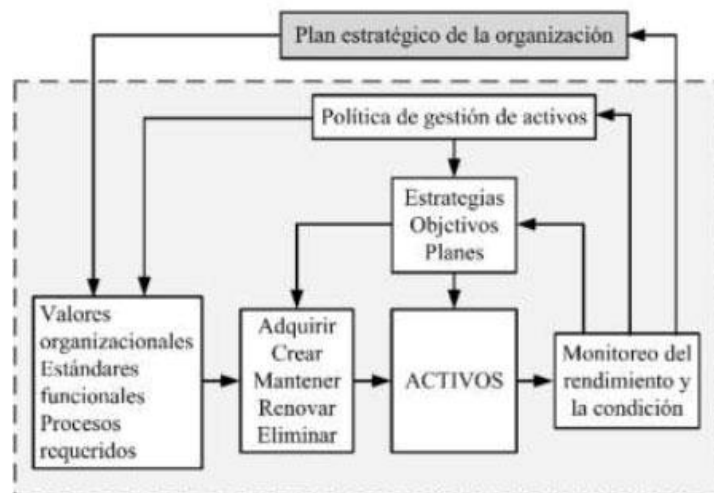 Plan estratégico de la organización
Política de gestión de activos
Estrategias
Objetivos
Planes
Valores
organizacionales
Estándares
funcionales
Procesos
requeridos
Adquirir
Crear
Mantener
Renovar
Eliminar
ACTIVOS
Monitoreo del
rendimiento y
la condición